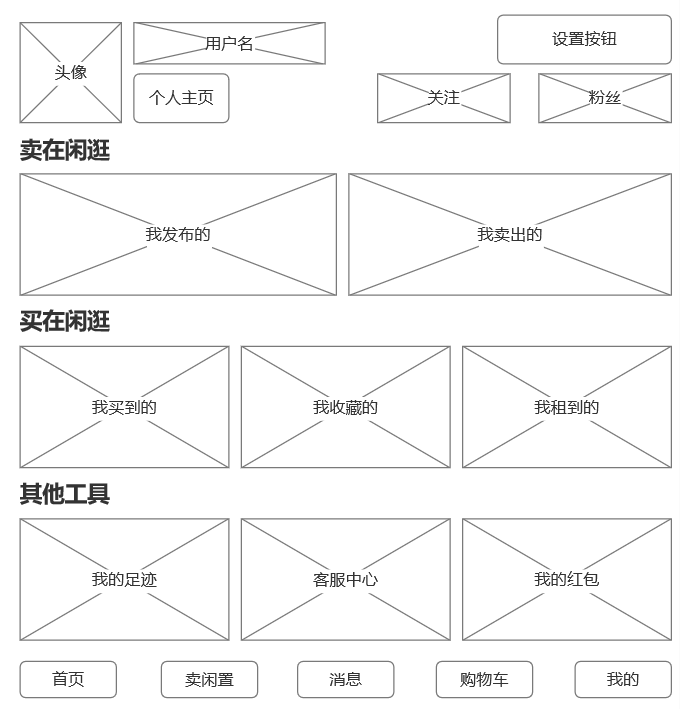 头像
用户名
设置按钮
个人主页
关注
粉丝
卖在闲逛
我发布的
我卖出的
买在闲逛
我买到的
我收藏的
我租到的
其他工具
我的足迹
客服中心
我的红包
首页
卖闲置
消息
购物车
我的